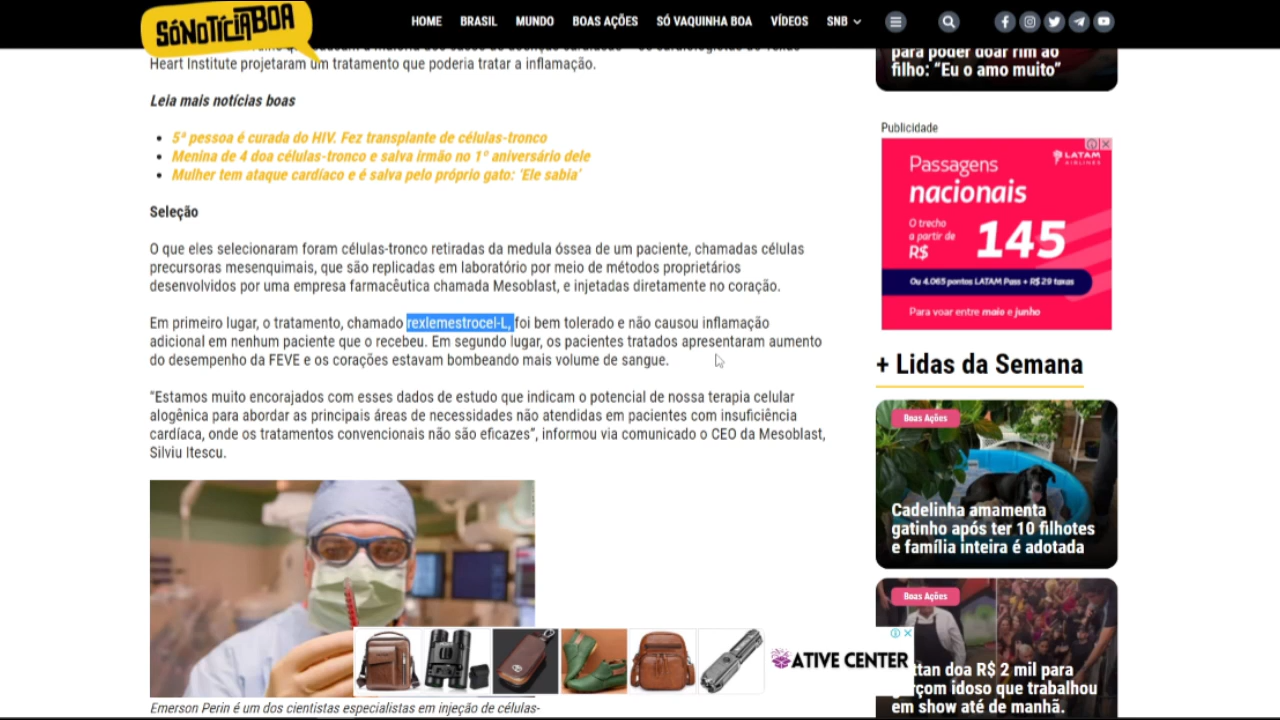 SÓNOTÍCIABOA
HOME BRASIL MUNDO BOAS AÇÕES SÓ VAQUINHA BOA VÍDEOS SNB
Heart Institute projetaram um tratamento que poderia tratar a inflamação.
Leia mais notícias boas
5ª pessoa é curada do HIV. Fez transplante de células-tronco
Menina de 4 doa células-tronco e salva irmão no 1º aniversário dele
Mulher tem ataque cardíaco e é salva pelo próprio gato: ‘Ele sabia’
Seleção
O que eles selecionaram foram células-tronco retiradas da medula óssea de um paciente, chamadas células
precursoras mesenquimais, que são replicadas em laboratório por meio de métodos proprietários
desenvolvidos por uma empresa farmacêutica chamada Mesoblast, e injetadas diretamente no coração.
Em primeiro lugar, o tratamento, chamado rexlemestrocel-L, foi bem tolerado e não causou inflamação
adicional em nenhum paciente que o recebeu. Em segundo lugar, os pacientes tratados apresentaram aumento
do desempenho da FEVE e os corações estavam bombeando mais volume de sangue.
“Estamos muito encorajados com esses dados de estudo que indicam o potencial de nossa terapia celular
alogênica para abordar as principais áreas de necessidades não atendidas em pacientes com insuficiência
cardíaca, onde os tratamentos convencionais não são eficazes”, informou via comunicado o CEO da Mesoblast,
Silviu Itescu.
Emerson Perin é um dos cientistas especialistas em injeção de células-
ATIVE CENTER
para poder doar rim ao
filho: “Eu o amo muito”
Publicidade
Passagens
nacionais
LATAM
AIRLINES
O trecho
a partir de
R$ 145
Ou 4.065 pontos LATAM Pass + R$ 29 taxas
Para voar entre maio e junho
+ Lidas da Semana
Boas Ações
Cadelinha amamenta
gatinho após ter 10 filhotes
e família inteira é adotada
Boas Ações
ttan doa R$ 2 mil para
garçom idoso que trabalhou
em show até de manhã.